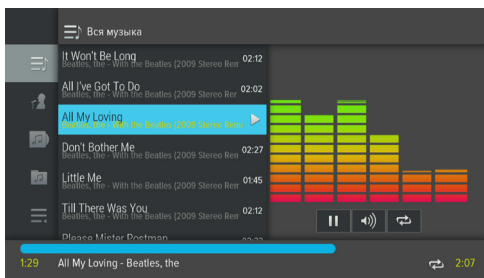 Вся музыка
It Won't Be Long 02:12
Beatles, the - With the Beatles (2009 Stereo Rem
All I've Got To Do 02:02
Beatles, the - With the Beatles (2009 Stereo Rer
All My Loving
Beatles, the - With the Beatles (2009 Stereo Rem
Don't Bother Me 02:27
Beatles, the - With the Beatles (2009 Stereo Rem
Little Me 01:45
Beatles, the - With the Beatles (2009 Stereo Rem
Till There Was You 02:12
Beatles, the - With the Beatles (2009 Stereo Rem
Please Mister Postman
1:29 All My Loving - Beatles, the 2:07